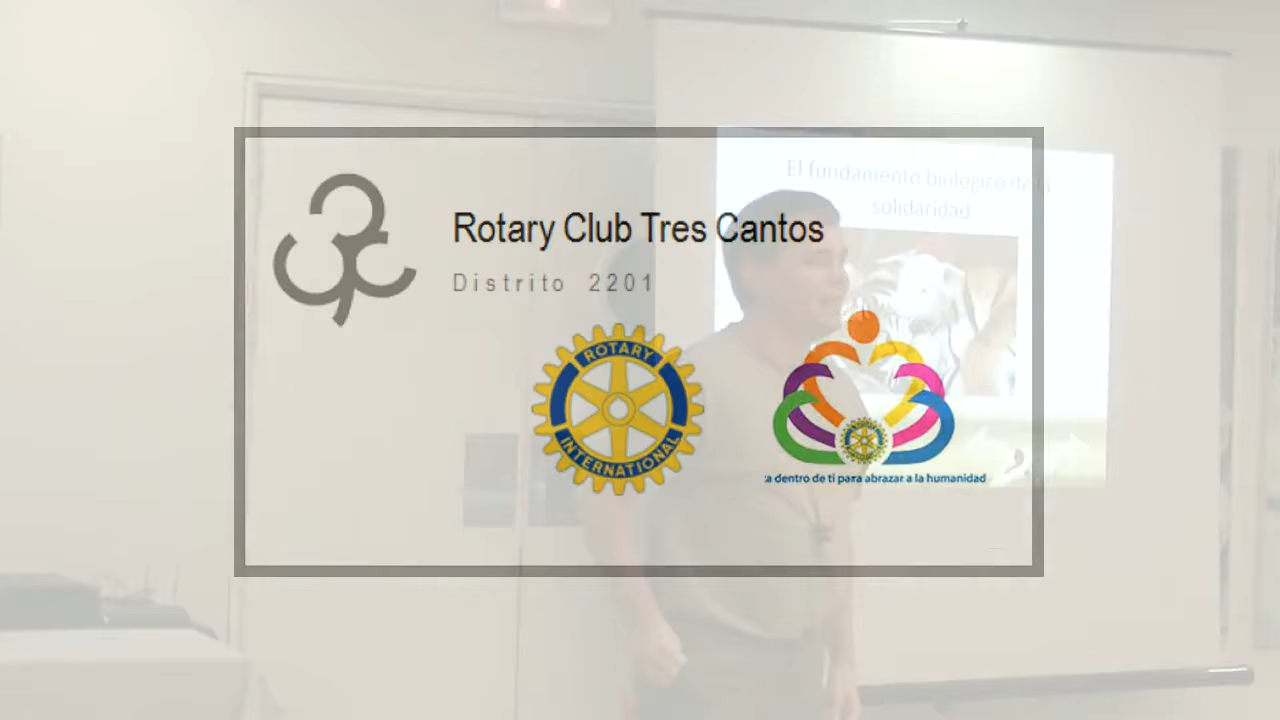 El fundamento biológico de la
solidaridad
Rotary Club Tres Cantos
Distrito 2201
ROTARY
INTERNATIONAL
dentro de ti para abrazar a la humanidad